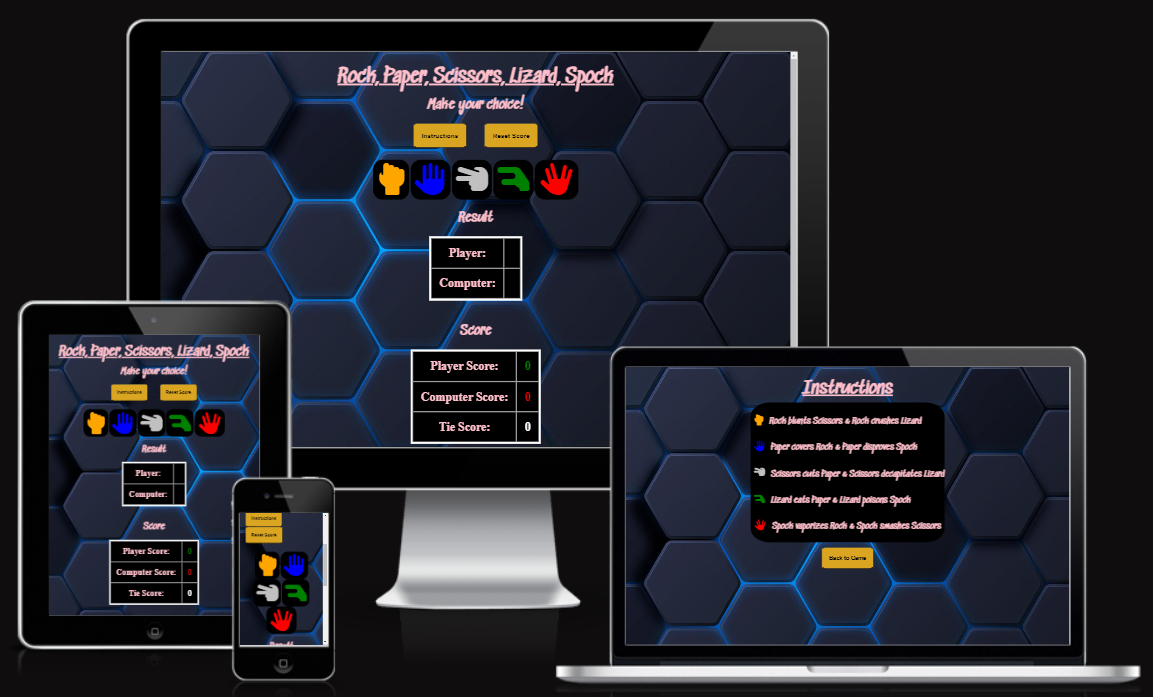 Rock, Paper, Scissors, Lizard, Spock
Make your choice!
Instructions Reset Score
Result
Player:
Computer:
Score
Player Score: 0
Computer Score: 0
Tie Score: 0
Rock, Paper, Scissors, Lizard, Spock
Make your choice!
Instructions Reset Score
Result
Player:
Computer:
Score
Player Score: 0
Computer Score: 0
Tie Score: 0
Instructions
Reset Score
Result
Instructions
Rock blunts Scissors & Rock crushes Lizard
Paper covers Rock & Paper disproves Spock
Scissors cuts Paper & Scissors decapitates Lizard
Lizard eats Paper & Lizard poisons Spock
Spock vaporizes Rock & Spock smashes Scissors
Back to Game